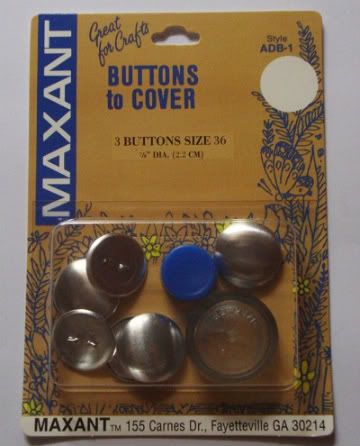 MAXANT
Great
for Crafts
Style
ADB-1
BUTTONS
to COVER
3 BUTTONS SIZE 36
⅞" DIA. (2.2 CM)
MAXANT™ 155 Carnes Dr., Fayetteville GA 30214